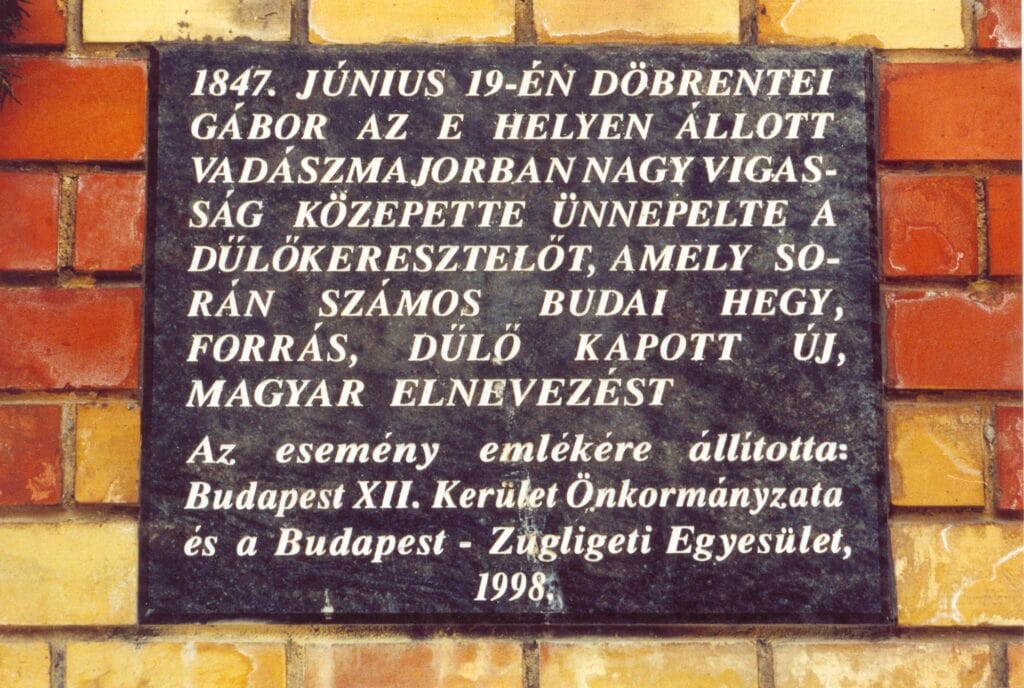 1847. JÚNIUS 19-ÉN DÖBRENTEI
GÁBOR AZ E HELYEN ÁLLOTT
VADÁSZMAJORBAN NAGY VIGAS-
SÁG KÖZEPETTE ÜNNEPELTE A
DŰLŐKERESZTELŐT, AMELY SO-
RÁN SZÁMOS BUDAI HEGY,
FORRÁS, DŰLŐ KAPOTT ÚJ,
MAGYAR ELNEVEZÉST
Az esemény emlékére állította:
Budapest XII. Kerület Önkormányzata
és a Budapest - Zugligeti Egyesület,
1998.